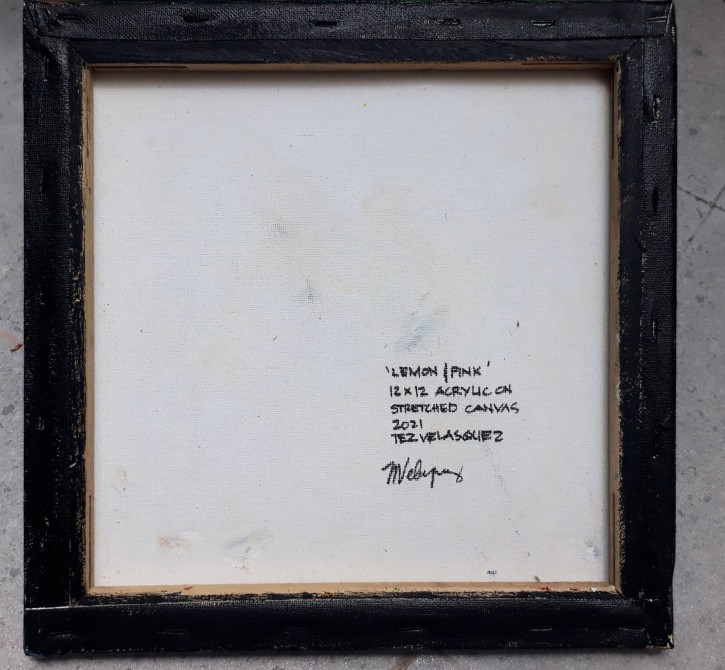 'LEMON | PINK'
12 X 12 ACRYLIC ON
STRETCHED CANVAS
2021
TEZ VELASQUEZ